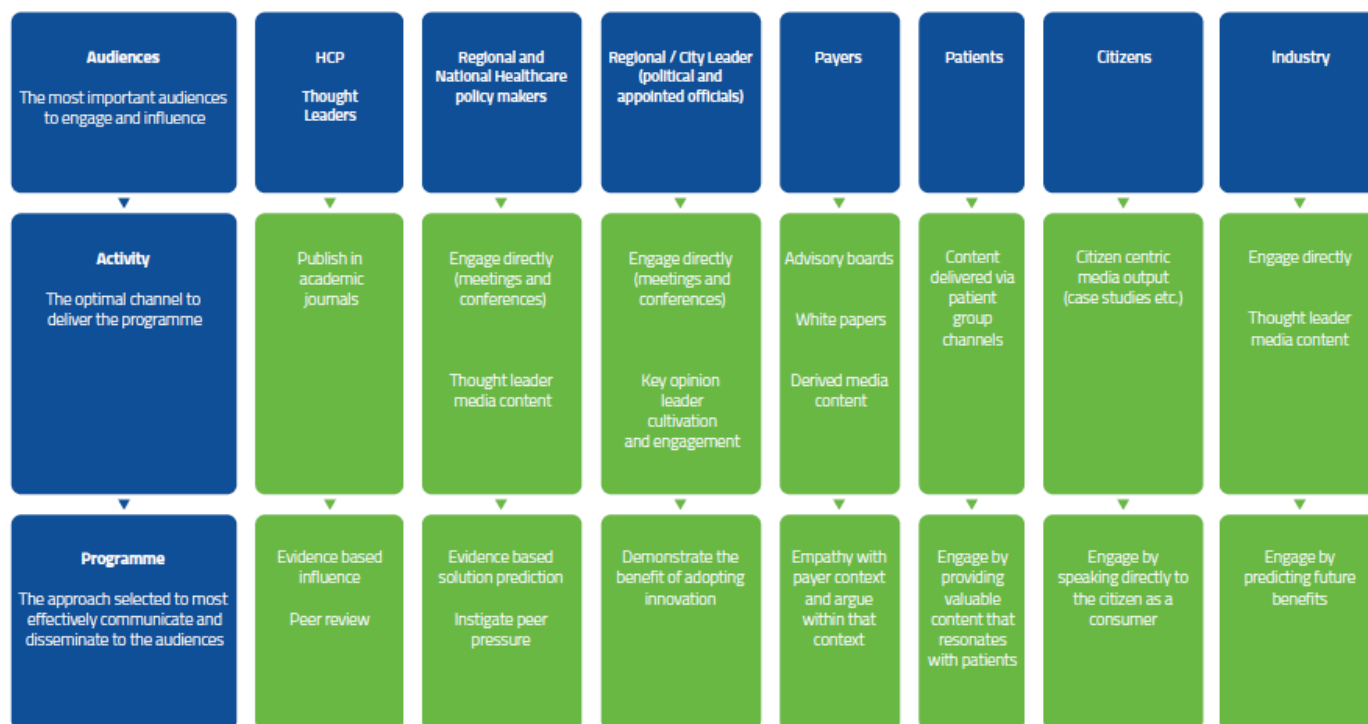 Audiences
The most important audiences
to engage and influence
HCP
Thought
Leaders
Regional and
National Healthcare
policy makers
Regional / City Leader
(political and
appointed officials)
Payers
Patients
Citizens
Industry
Activity
The optimal channel to
deliver the programme
Publish in
academic
journals
Engage directly
(meetings and
conferences)
Thought leader
media content
Engage directly
(meetings and
conferences)
Key opinion
leader
cultivation
and engagement
Advisory boards
White papers
Derived media
content
Content
delivered via
patient
group
channels
Citizen centric
media output
(case studies etc.)
Engage directly
Thought leader
media content
Programme
The approach selected to most
effectively communicate and
disseminate to the audiences
Evidence based
influence
Peer review
Evidence based
solution prediction
Instigate peer
pressure
Demonstrate the
benefit of adopting
innovation
Empathy with
payer context
and argue
within that
context
Engage by
providing
valuable
content that
resonates
with patients
Engage by
speaking directly to
the citizen as a
consumer
Engage by
predicting future
benefits